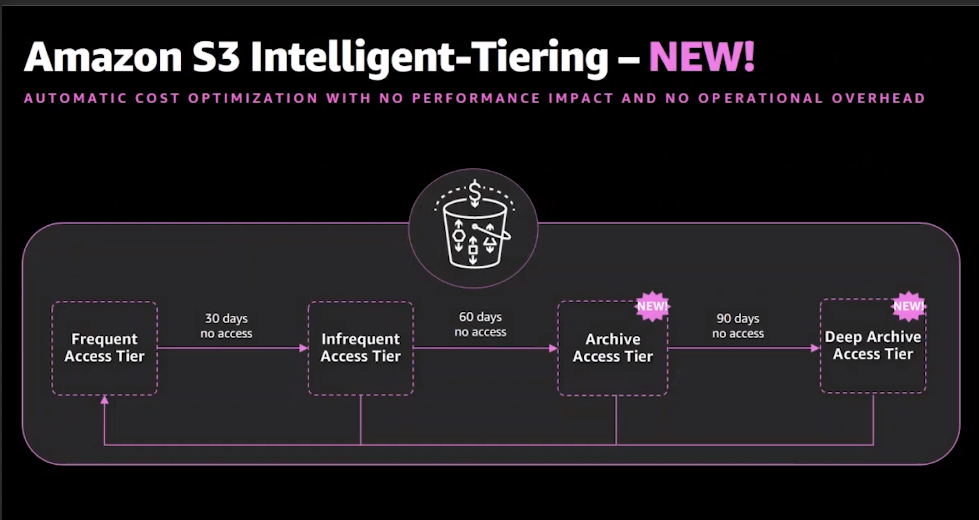 Amazon S3 Intelligent-Tiering – NEW!
AUTOMATIC COST OPTIMIZATION WITH NO PERFORMANCE IMPACT AND NO OPERATIONAL OVERHEAD
$
Frequent
Access Tier
30 days
no access
Infrequent
Access Tier
60 days
no access
NEW!
Archive
Access Tier
90 days
no access
NEW!
Deep Archive
Access Tier